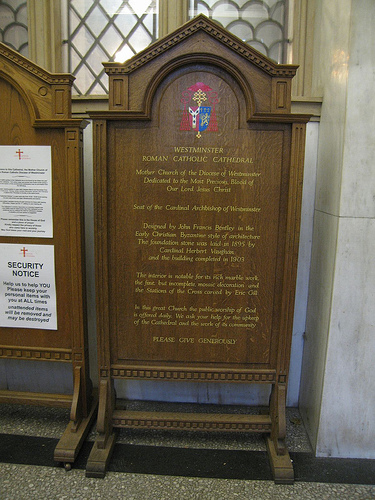 SECURITY
NOTICE
Help us to help YOU
Please keep your
personal items with
you at ALL times
unattended items
will be removed and
may be destroyed
WESTMINSTER
ROMAN CATHOLIC CATHEDRAL
Mother Church of the Diocese of Westminster
Dedicated to the Most Precious Blood of
Our Lord Jesus Christ
Seat of the Cardinal Archbishop of Westminster
Designed by John Francis Bentley in the
Early Christian Byzantine style of architecture
The foundation stone was laid in 1895 by
Cardinal Herbert Vaughan
and the building completed in 1903
The interior is notable for its rich marble work
the fine but incomplete mosaic decoration and
the Stations of the Cross carved by Eric Gill
In this great Church the public worship of God
is offered daily. We ask your help for the upkeep
of the Cathedral and the work of its community
PLEASE GIVE GENEROUSLY